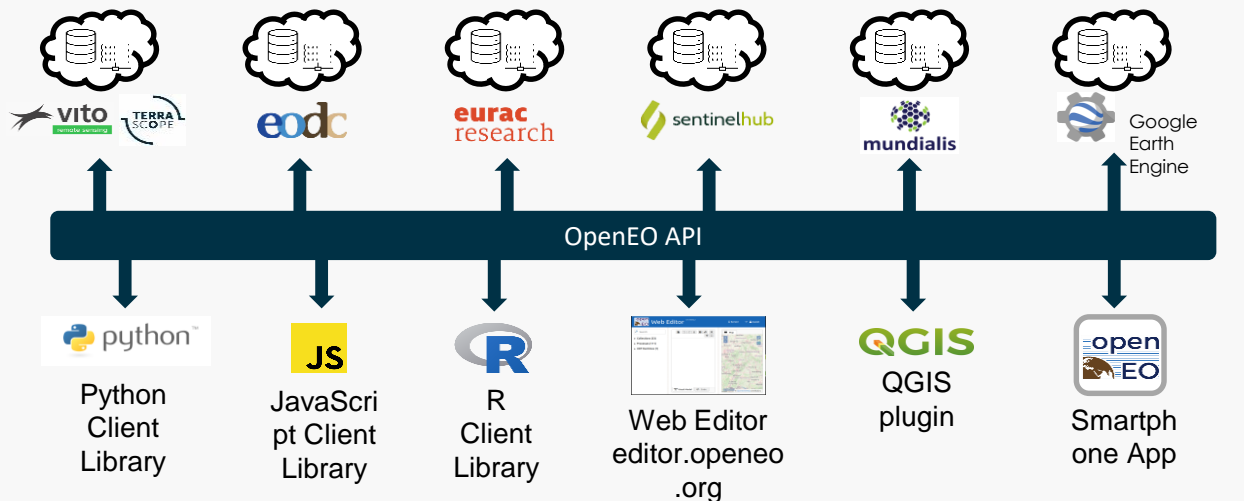 vito
remote sensing
TERRA
SCOPE
eodc
eurac
research
sentinelhub
mundialis
Google
Earth
Engine
OpenEO API
python™
JS
R
Web Editor
QGIS
open
EO
Python
Client
Library
JavaScri
pt Client
Library
R
Client
Library
Web Editor
editor.openeo
.org
QGIS
plugin
Smartph
one App